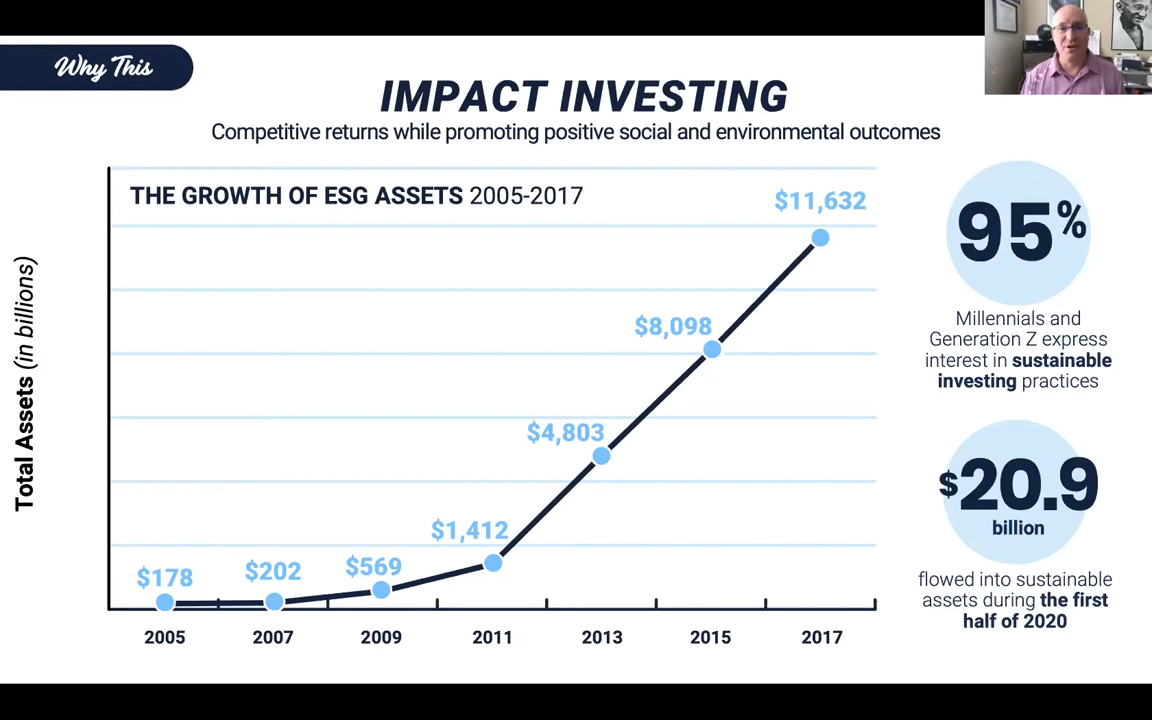 Why This
IMPACT INVESTING
Competitive returns while promoting positive social and environmental outcomes
THE GROWTH OF ESG ASSETS 2005-2017
Total Assets (in billions)
$178
$202
$569
$1,412
$4,803
$8,098
$11,632
2005
2007
2009
2011
2013
2015
2017
95%
Millennials and
Generation Z express
interest in sustainable
investing practices
$20.9
billion
flowed into sustainable
assets during the first
half of 2020